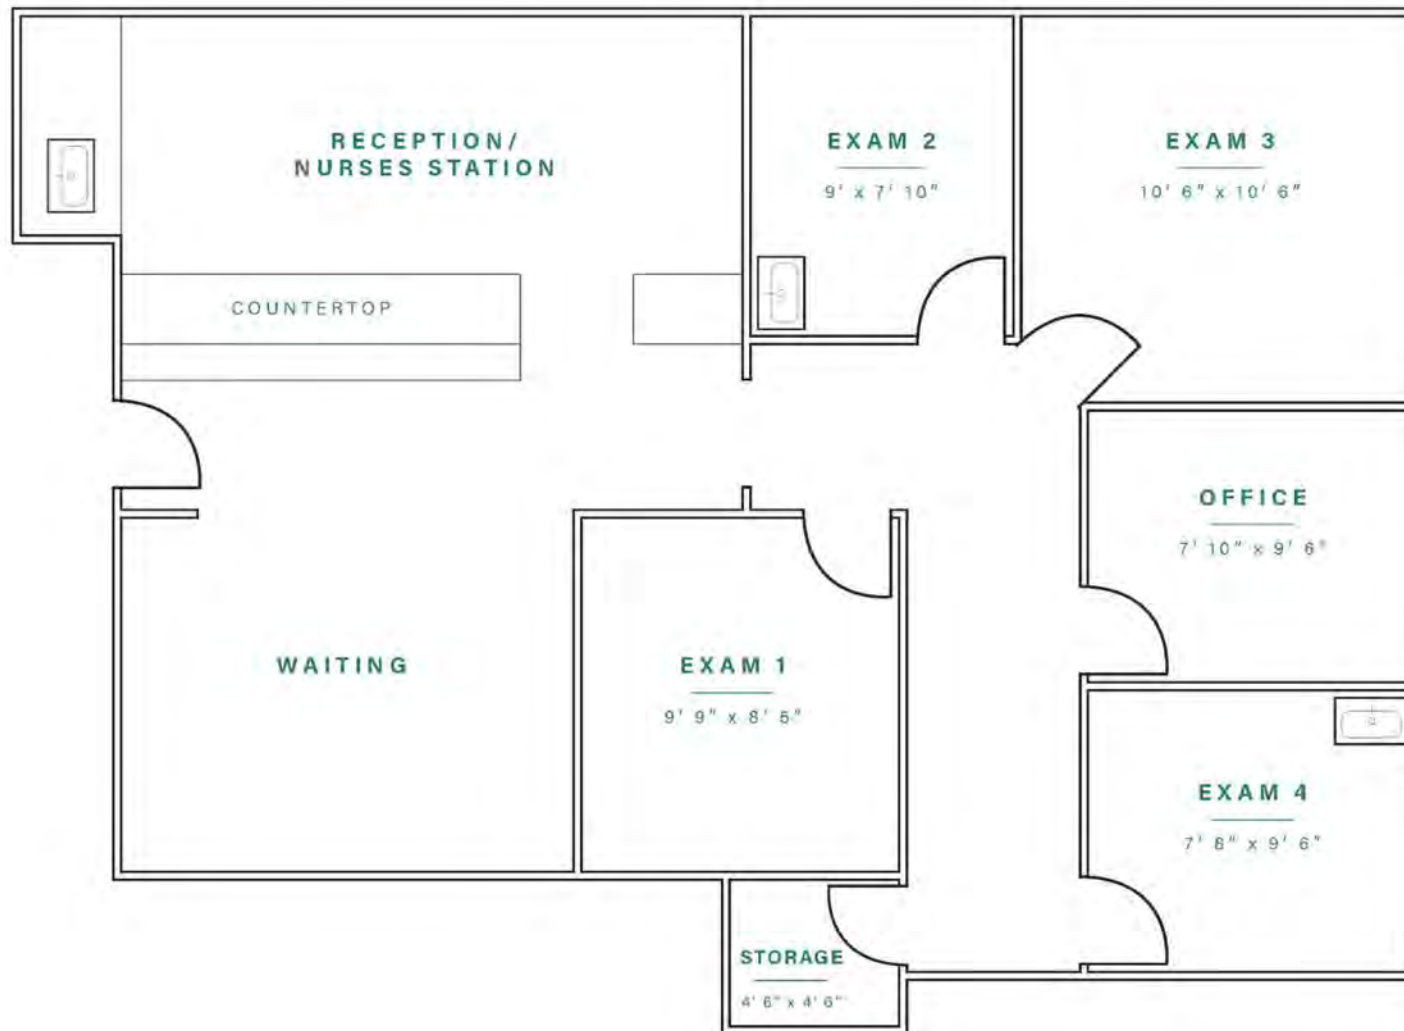 RECEPTION/
NURSES STATION
EXAM 2
9' x 7' 10"
EXAM 3
10' 6" x 10' 6"
COUNTERTOP
OFFICE
7' 10" x 9' 6"
WAITING
EXAM 1
9' 9" x 8' 5"
EXAM 4
7' 8" x 9' 6"
STORAGE
4' 6" x 4' 6"